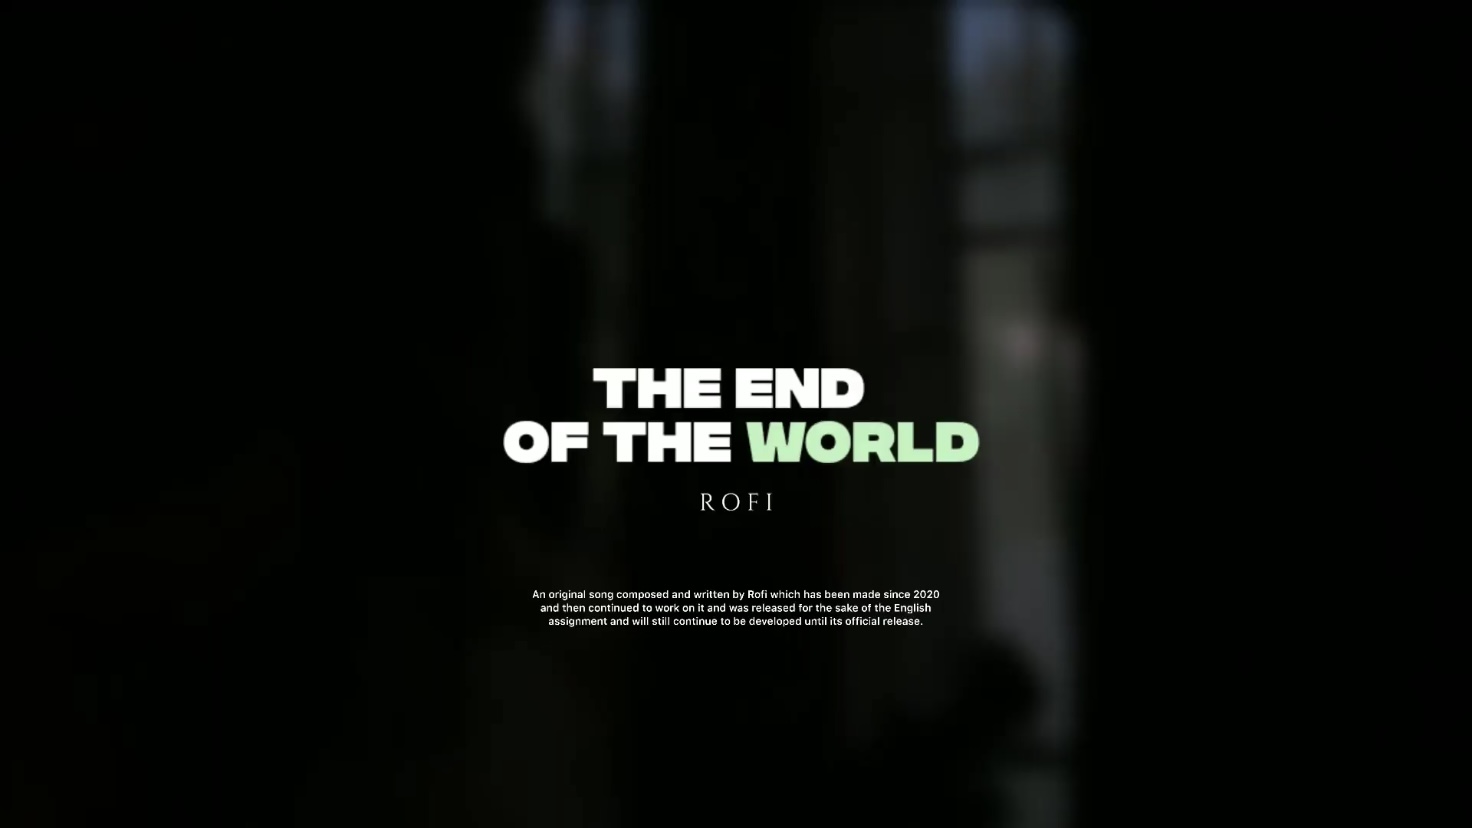 THE END
OF THE WORLD
ROFI
An original song composed and written by Rofi which has been made since 2020
and then continued to work on it and was released for the sake of the English
assignment and will still continue to be developed until its official release.